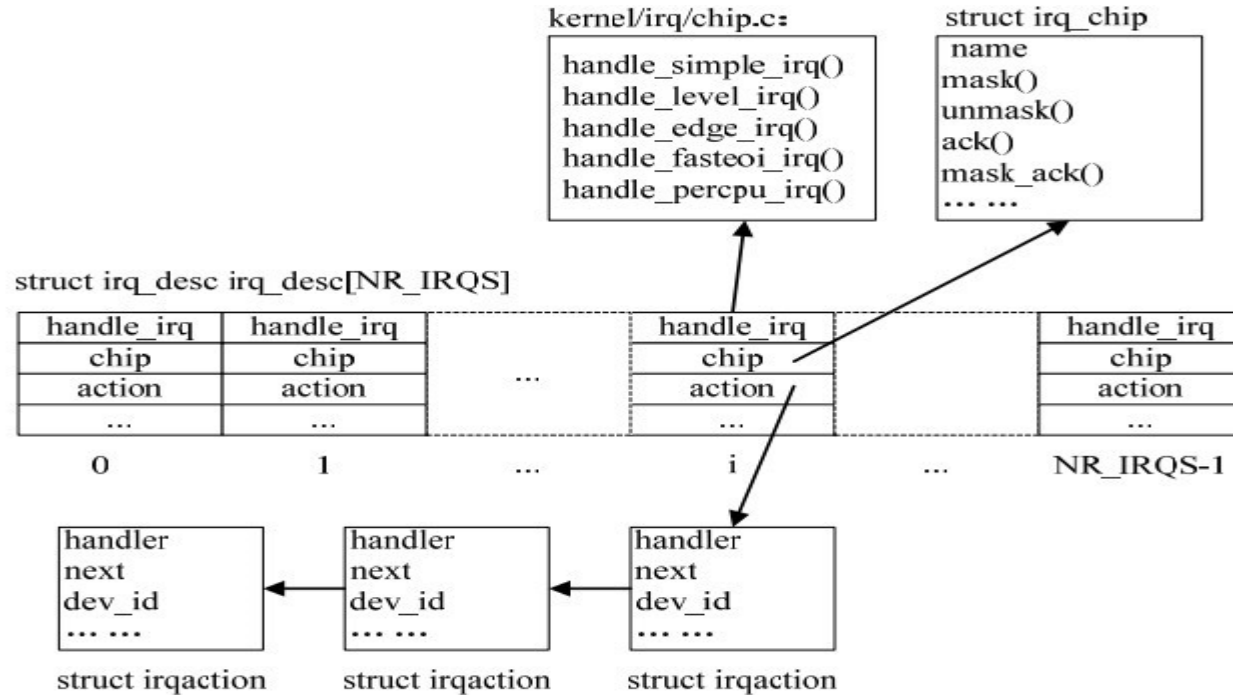 kernel/irq/chip.c:
handle_simple_irq()
handle_level_irq()
handle_edge_irq()
handle_fasteoi_irq()
handle_percpu_irq()
struct irq_chip
name
mask()
unmask()
ack()
mask_ack()
... ...
struct irq_desc irq_desc[NR_IRQS]
handle_irq handle_irq handle_irq handle_irq
chip chip ... chip chip
action action action action
... ... ... ...
0 1 ... i ... NR_IRQS-1
handler
next
dev_id
... ...
struct irqaction
handler
next
dev_id
... ...
struct irqaction
handler
next
dev_id
... ...
struct irqaction